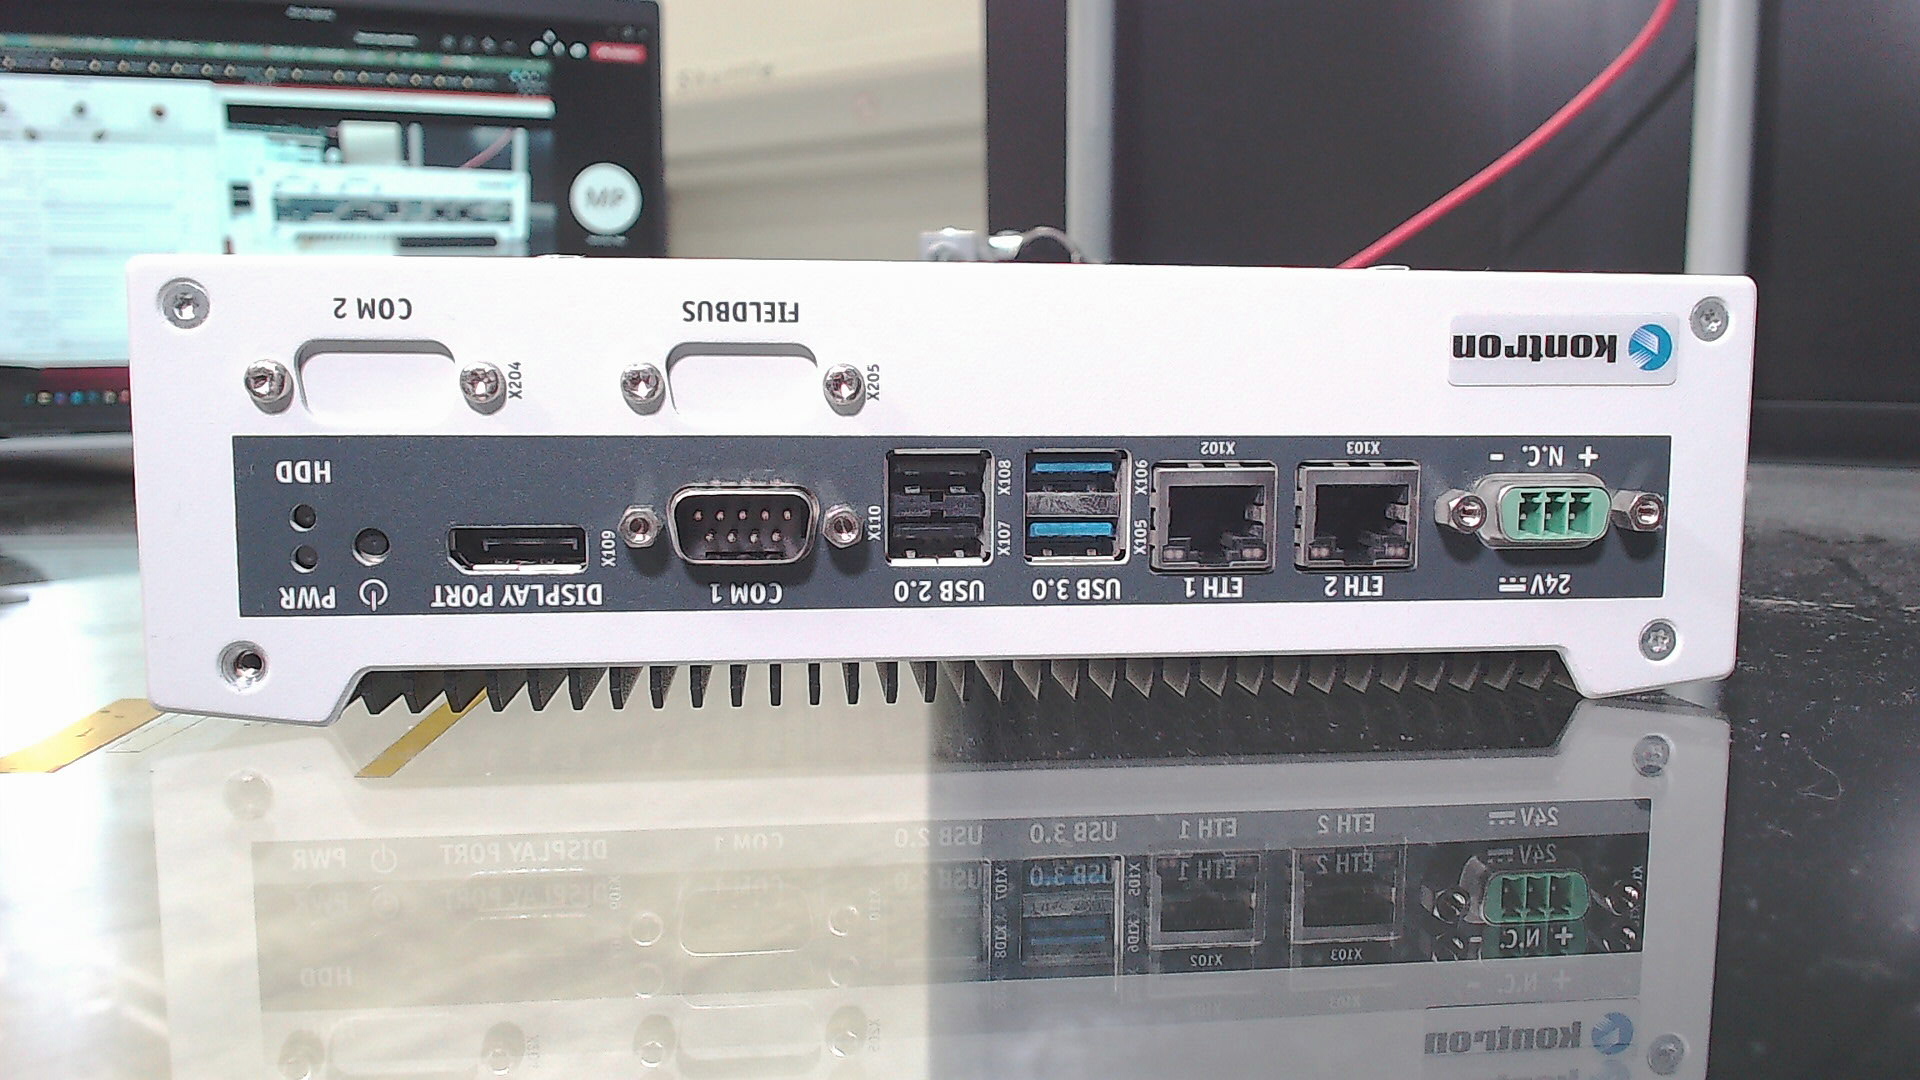 kontron
FIELDBUS
COM 2
X205
X204
24V
ETH 2
ETH 1
USB 3.0
USB 2.0
COM 1
DISPLAY PORT
PWR
X105
X107
X110
X109
X106
X108
HDD
+ N.C. -
X103
X102
MP